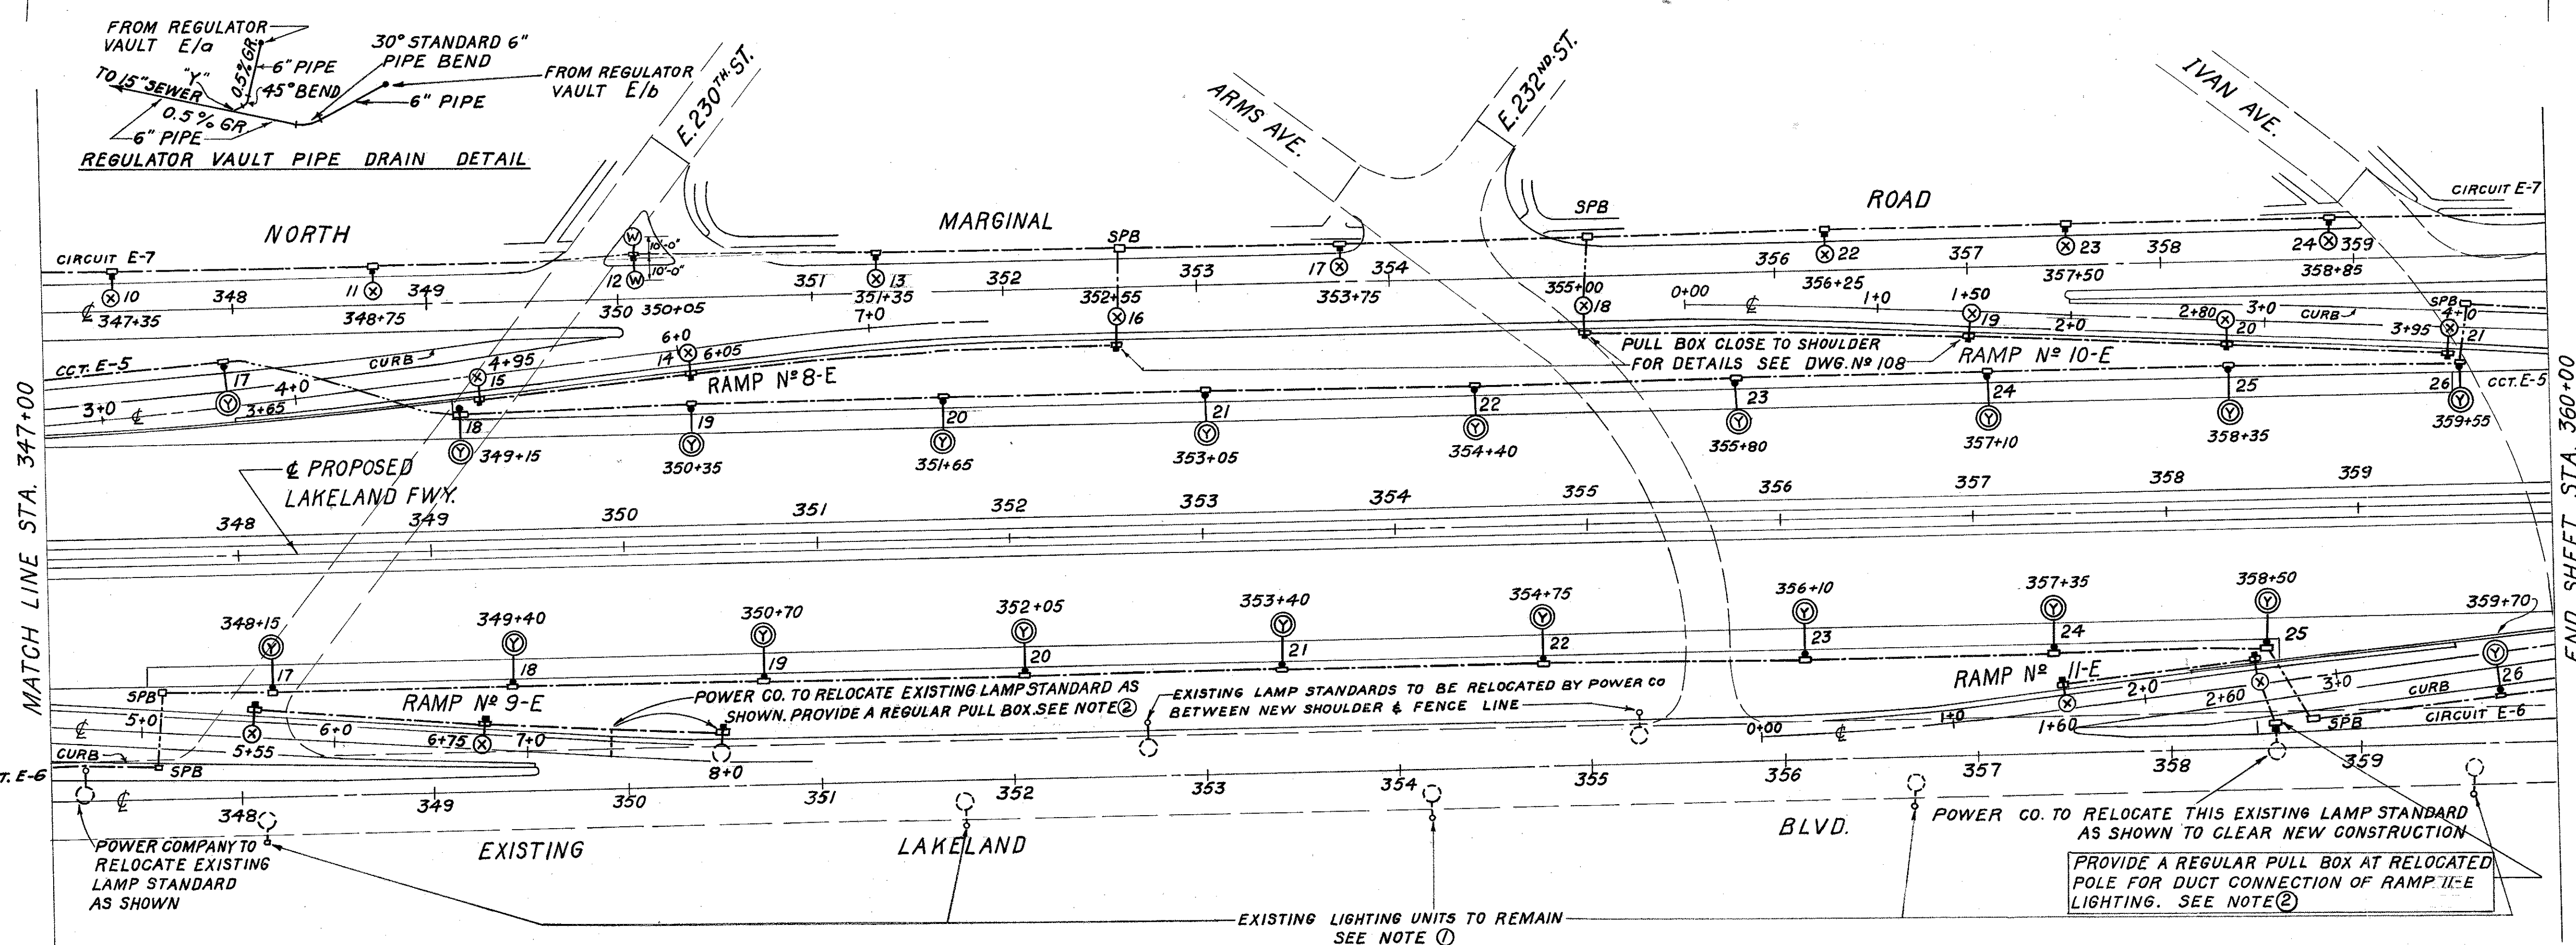 FROM REGULATOR
VAULT E/a
"Y"
TO 15" SEWER
0.5% GR.
6" PIPE
45° BEND
30° STANDARD 6"
PIPE BEND
FROM REGULATOR
VAULT E/b
6" PIPE
0.5% GR
6" PIPE
REGULATOR VAULT PIPE DRAIN DETAIL
E. 230TH. ST.
ARMS AVE.
E. 232ND. ST.
IVAN AVE.
NORTH MARGINAL ROAD
CIRCUIT E-7
SPB
SPB
CIRCUIT E-7
W
10'-0"
10'-0"
12 W
X 10
11 X
X 13
17 X
X 22
X 23
24 X
℄ 347+35
348
348+75
349
350
350+05
351
351+35
352
352+55
353
353+75
354
355+00
356
356+25
357
357+50
358
358+85
359
X 16
X 18
0+00
℄
1+0
1+50
X 19
2+0
2+80
X 20
3+0
CURB
3+95
SPB
4+0
X 21
CCT. E-5
CURB
17
Y
3+0
℄
3+65
4+0
4+95
X 15
6+0
14 X 6+05
7+0
RAMP Nº 8-E
PULL BOX CLOSE TO SHOULDER
FOR DETAILS SEE DWG. Nº 108
RAMP Nº 10-E
CCT. E-5
18
Y 349+15
19
Y
350+35
20
Y
351+65
21
Y
353+05
22
Y
354+40
23
Y
355+80
24
Y
357+10
25
Y
358+35
26
Y
359+55
MATCH LINE STA. 347+00
END SHEET STA. 360+00
℄ PROPOSED
LAKELAND FWY.
348
349
350
351
352
353
354
355
356
357
358
359
348+15
Y
17
349+40
Y
18
350+70
Y
19
352+05
Y
20
353+40
Y
21
354+75
Y
22
356+10
Y
23
357+35
Y
24
358+50
Y
25
359+70
Y
26
SPB
RAMP Nº 9-E
POWER CO. TO RELOCATE EXISTING LAMP STANDARD AS
SHOWN. PROVIDE A REGULAR PULL BOX. SEE NOTE 2
EXISTING LAMP STANDARDS TO BE RELOCATED BY POWER CO
BETWEEN NEW SHOULDER & FENCE LINE
RAMP Nº 11-E
℄
5+0
X
5+55
6+0
6+75 X
7+0
8+0
0+00
℄
1+0
X
1+60
2+0
2+60
X
3+0
CURB
1
SPB
CIRCUIT E-6
CURB
SPB
T. E-6
℄
348
349
350
351
352
353
354
355
356
357
358
359
EXISTING LAKELAND BLVD.
POWER COMPANY TO
RELOCATE EXISTING
LAMP STANDARD
AS SHOWN
POWER CO. TO RELOCATE THIS EXISTING LAMP STANDARD
AS SHOWN TO CLEAR NEW CONSTRUCTION
PROVIDE A REGULAR PULL BOX AT RELOCATED
POLE FOR DUCT CONNECTION OF RAMP 11-E
LIGHTING. SEE NOTE 2
EXISTING LIGHTING UNITS TO REMAIN
SEE NOTE 1